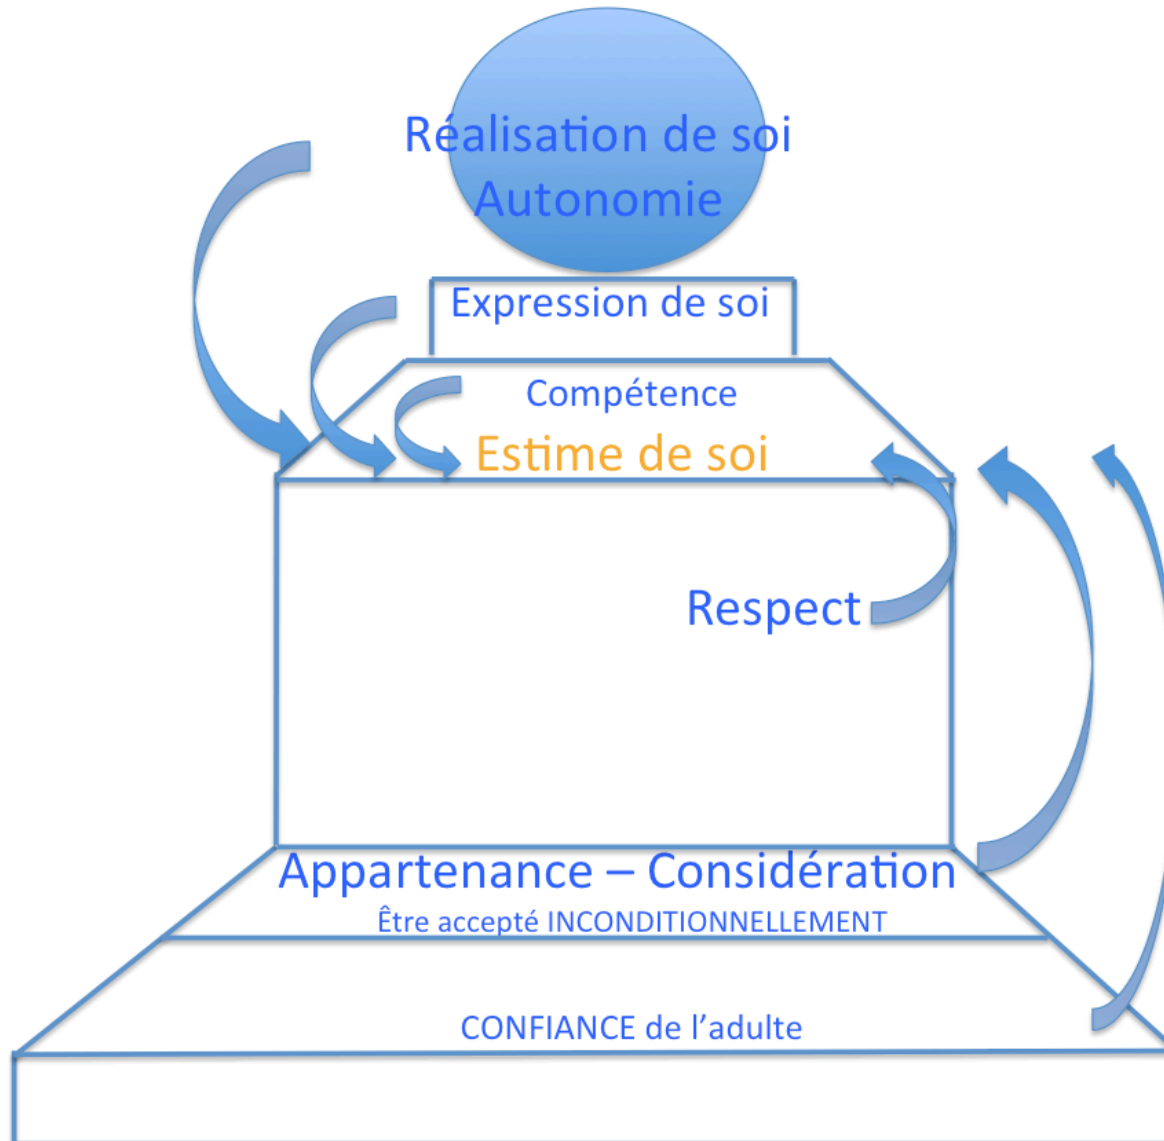 Réalisation de soi
Autonomie
Expression de soi
Compétence
Estime de soi
Respect
Appartenance – Considération
Être accepté INCONDITIONNELLEMENT
CONFIANCE de l’adulte